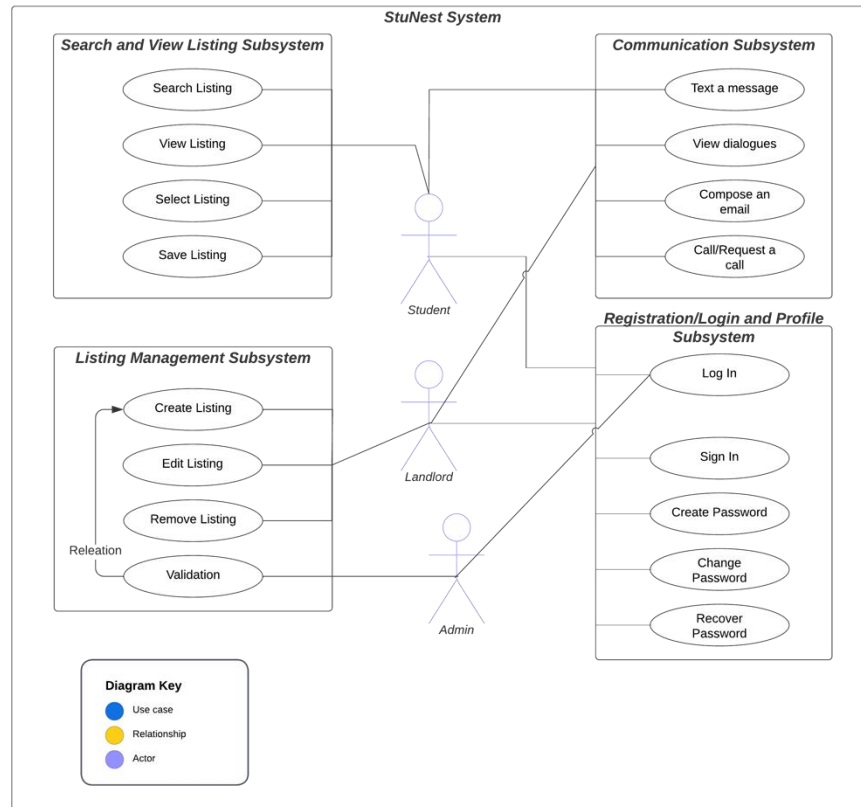 StuNest System
Search and View Listing Subsystem
Search Listing
View Listing
Select Listing
Save Listing
Communication Subsystem
Text a message
View dialogues
Compose an
email
Call/Request a
call
Student
Listing Management Subsystem
Create Listing
Edit Listing
Remove Listing
Releation
Validation
Landlord
Admin
Registration/Login and Profile
Subsystem
Log In
Sign In
Create Password
Change
Password
Recover
Password
Diagram Key
Use case
Relationship
Actor